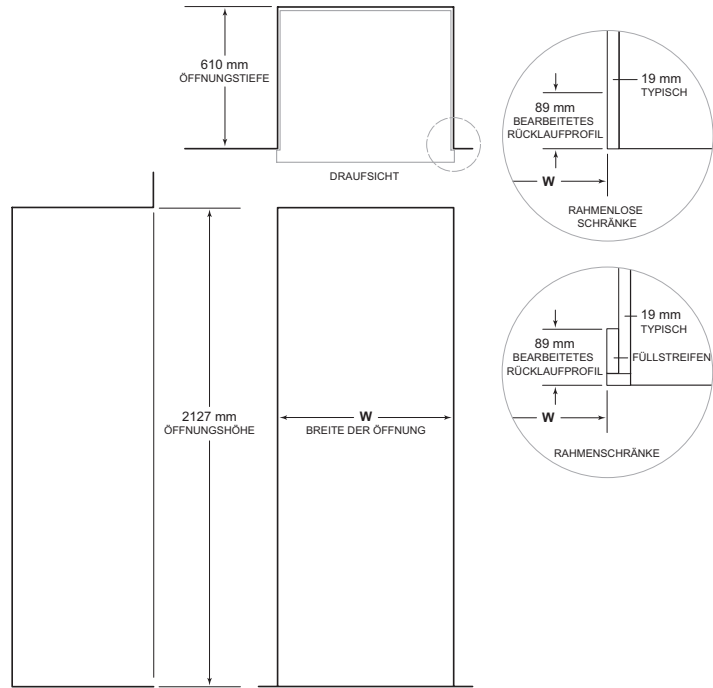 610 mm
ÖFFNUNGSTIEFE
DRAUFSICHT
19 mm
TYPISCH
89 mm
BEARBEITETES
RÜCKLAUFPROFIL
W
RAHMENLOSE
SCHRÄNKE
2127 mm
ÖFFNUNGSHÖHE
W
BREITE DER ÖFFNUNG
19 mm
TYPISCH
89 mm
BEARBEITETES
RÜCKLAUFPROFIL
FÜLLSTREIFEN
W
RAHMENSCHRÄNKE